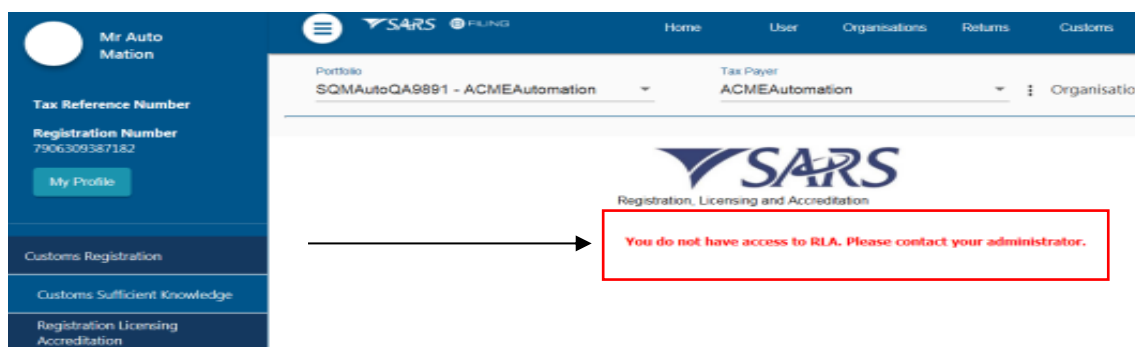 Mr Auto
Mation
Tax Reference Number
Registration Number
7906309387182
My Profile
Customs Registration
Customs Sufficient Knowledge
Registration Licensing
Accreditation
SARS eFILING
Home User Organisations Returns Customs
Portfolio Tax Payer
SQMAutoQA9891 - ACMEAutomation ACMEAutomation Organisatio
SARS
Registration, Licensing and Accreditation
You do not have access to RLA. Please contact your administrator.